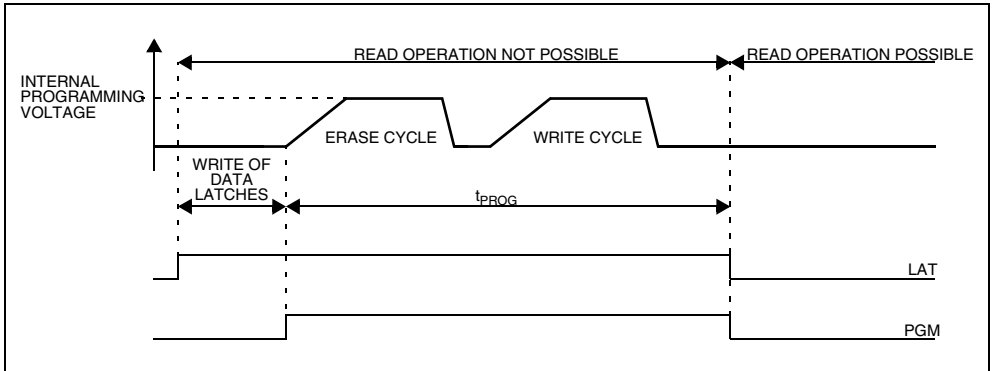 READ OPERATION NOT POSSIBLE
READ OPERATION POSSIBLE
INTERNAL
PROGRAMMING
VOLTAGE
ERASE CYCLE
WRITE CYCLE
WRITE OF
DATA
LATCHES
tPROG
LAT
PGM